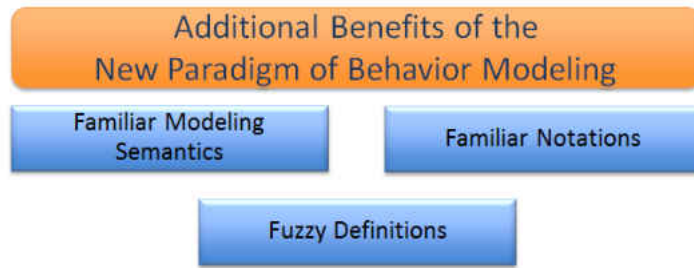 Additional Benefits of the
New Paradigm of Behavior Modeling
Familiar Modeling
Semantics
Familiar Notations
Fuzzy Definitions